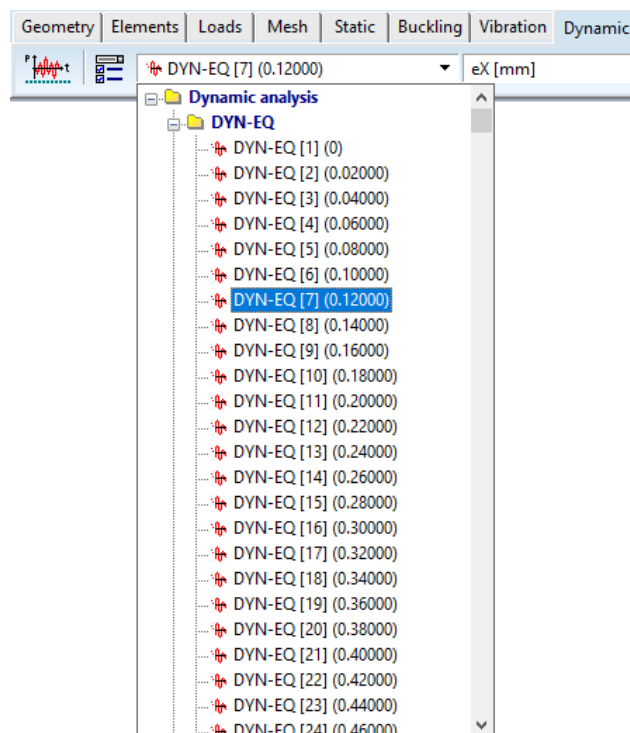 Geometry Elements Loads Mesh Static Buckling Vibration Dynamic
P t DYN-EQ [7] (0.12000) eX [mm]
Dynamic analysis
DYN-EQ
DYN-EQ [1] (0)
DYN-EQ [2] (0.02000)
DYN-EQ [3] (0.04000)
DYN-EQ [4] (0.06000)
DYN-EQ [5] (0.08000)
DYN-EQ [6] (0.10000)
DYN-EQ [7] (0.12000)
DYN-EQ [8] (0.14000)
DYN-EQ [9] (0.16000)
DYN-EQ [10] (0.18000)
DYN-EQ [11] (0.20000)
DYN-EQ [12] (0.22000)
DYN-EQ [13] (0.24000)
DYN-EQ [14] (0.26000)
DYN-EQ [15] (0.28000)
DYN-EQ [16] (0.30000)
DYN-EQ [17] (0.32000)
DYN-EQ [18] (0.34000)
DYN-EQ [19] (0.36000)
DYN-EQ [20] (0.38000)
DYN-EQ [21] (0.40000)
DYN-EQ [22] (0.42000)
DYN-EQ [23] (0.44000)
DYN-EQ [24] (0.46000)